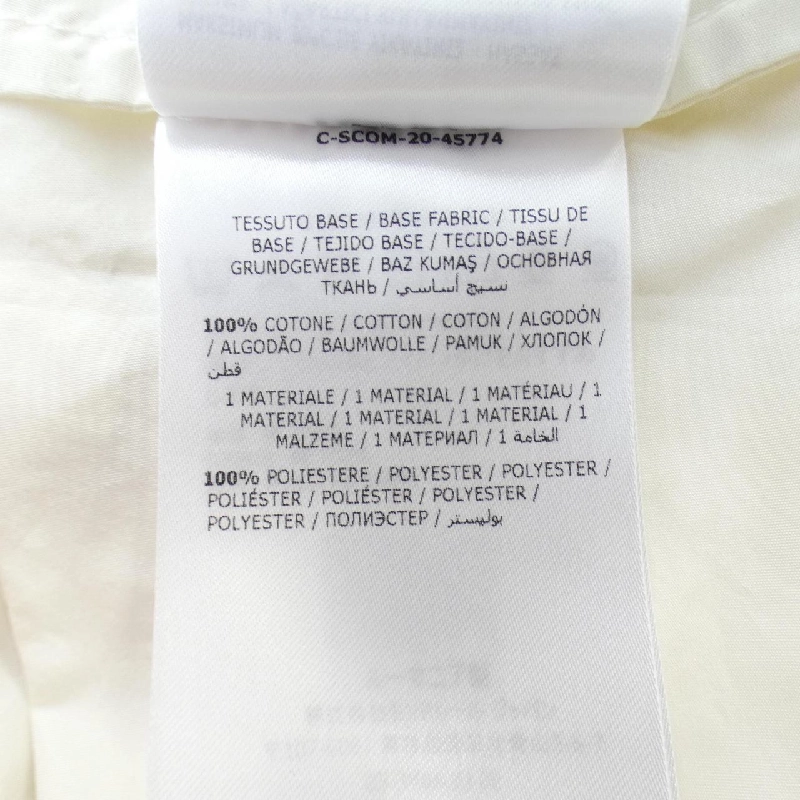 C-SCOM-20-45774
TESSUTO BASE / BASE FABRIC / TISSU DE
BASE / TEJIDO BASE / TECIDO-BASE /
GRUNDGEWEBE / BAZ KUMAŞ / ОСНОВНАЯ
ТКАНЬ / نسيج أساسي
100% COTONE / COTTON / COTON / ALGODÓN
/ ALGODÃO / BAUMWOLLE / PAMUK / ХЛОПОК /
قطن
1 MATERIALE / 1 MATERIAL / 1 MATÉRIAU / 1
MATERIAL / 1 MATERIAL / 1 MATERIAL / 1
MALZEME / 1 МАТЕРИАЛ / 1 الخامة
100% POLIESTERE / POLYESTER / POLYESTER /
POLIÉSTER / POLIÉSTER / POLYESTER /
POLYESTER / ПОЛИЭСТЕР / بوليستر